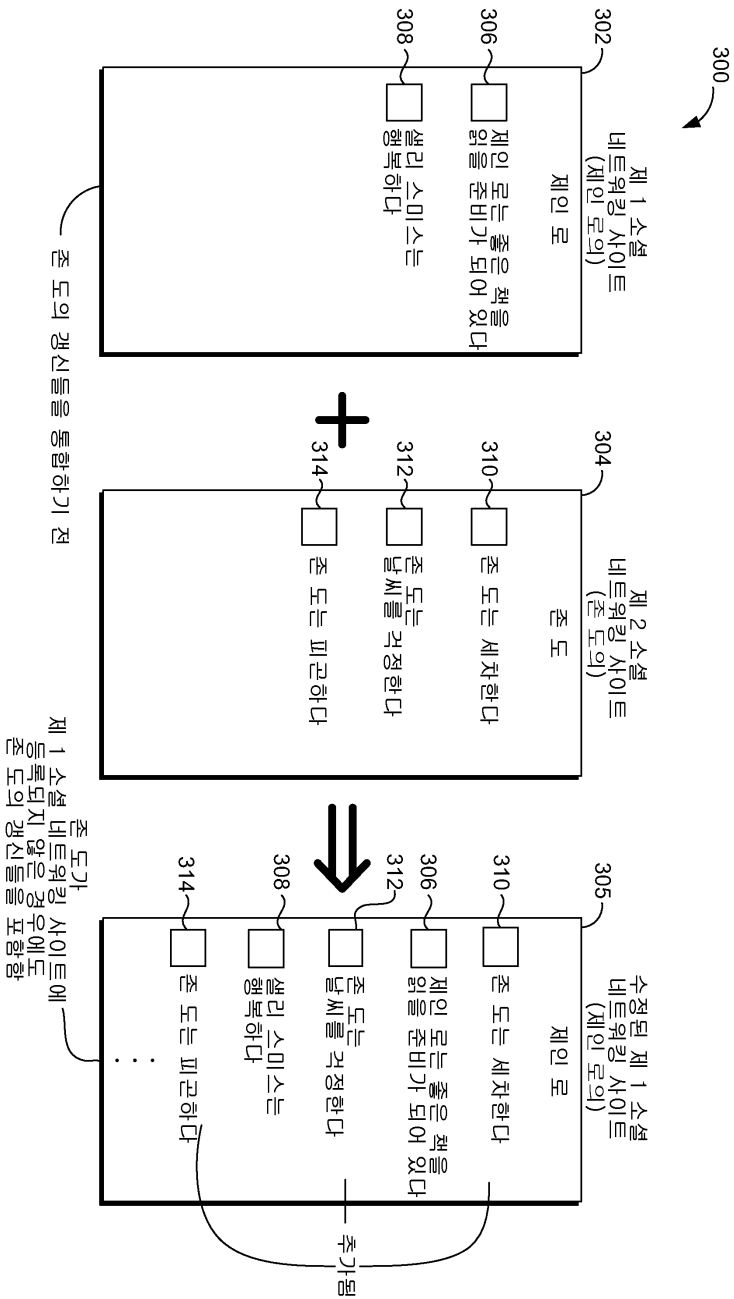 300
302
제 1 소셜
네트워킹 사이트
(제인 로의)
제인 로
306
제인 로는 좋은 책을
읽을 준비가 되어 있다
308
샐리 스미스는
행복하다
존 도의 갱신들을 통합하기 전
+
304
제 2 소셜
네트워킹 사이트
(존 도의)
존 도
310
존 도는 세차한다
312
존 도는
날씨를 걱정한다
314
존 도는 피곤하다
305
수정된 제 1 소셜
네트워킹 사이트
(제인 로의)
제인 로
310
존 도는 세차한다
306
제인 로는 좋은 책을
읽을 준비가 되어 있다
312
존 도는
날씨를 걱정한다
308
샐리 스미스는
행복하다
314
존 도는 피곤하다
. . .
추가됨
존 도가
제 1 소셜 네트워킹 사이트에
등록되지 않은 경우에도
존 도의 갱신들을 포함함